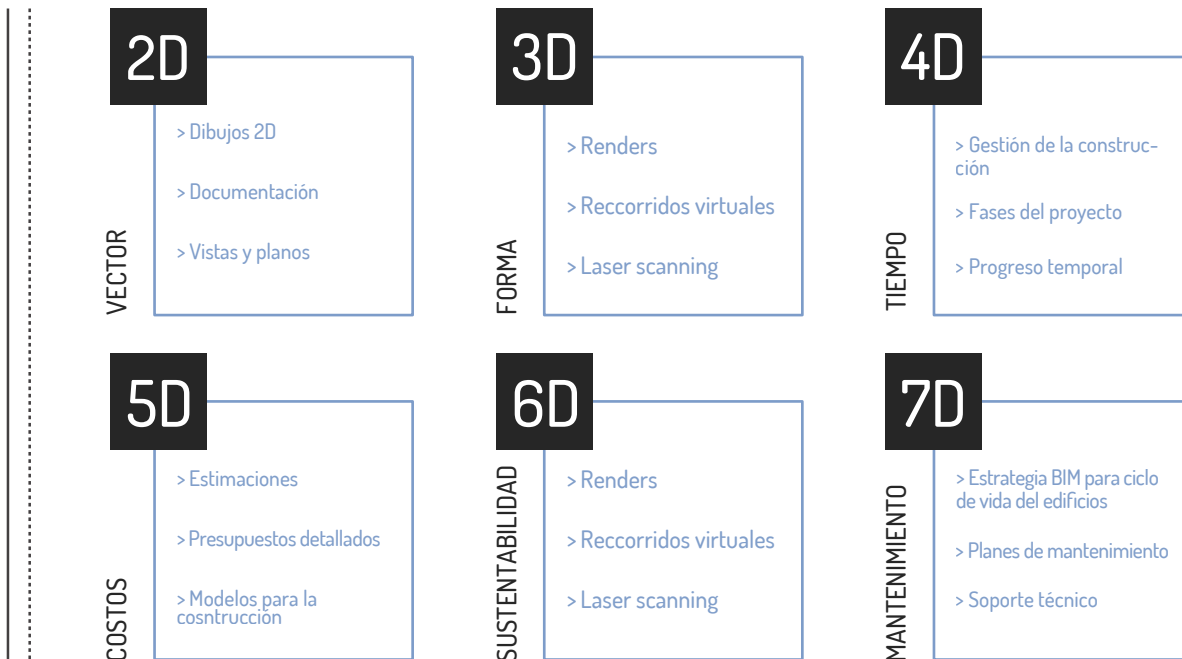 2D
VECTOR
> Dibujos 2D
> Documentación
> Vistas y planos
3D
FORMA
> Renders
> Reccorridos virtuales
> Laser scanning
4D
TIEMPO
> Gestión de la construc-
ción
> Fases del proyecto
> Progreso temporal
5D
COSTOS
> Estimaciones
> Presupuestos detallados
> Modelos para la
cosntrucción
6D
SUSTENTABILIDAD
> Renders
> Reccorridos virtuales
> Laser scanning
7D
MANTENIMIENTO
> Estrategia BIM para ciclo
de vida del edificios
> Planes de mantenimiento
> Soporte técnico